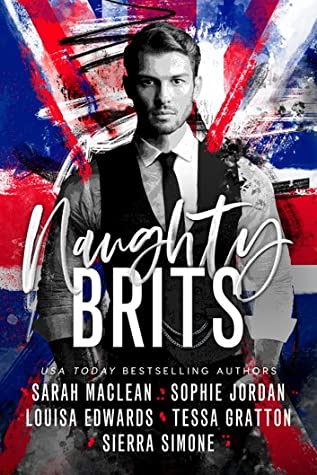 Naughty
BRITS
USA TODAY BESTSELLING AUTHORS
SARAH MACLEAN SOPHIE JORDAN
LOUISA EDWARDS TESSA GRATTON
SIERRA SIMONE